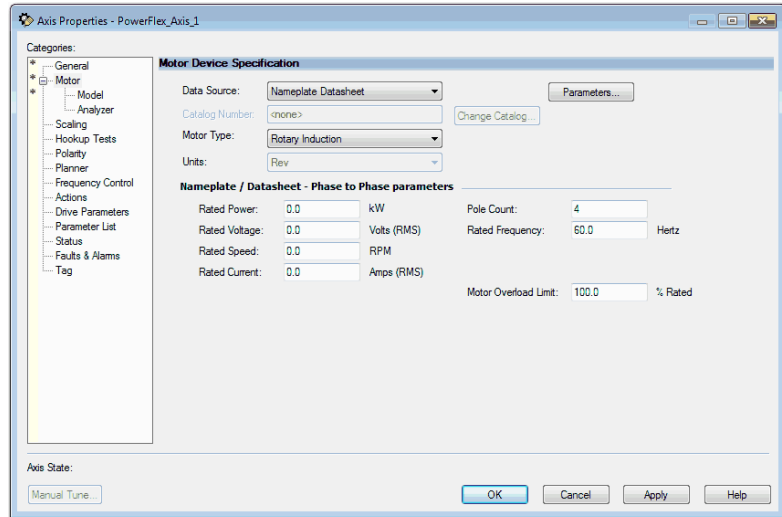 Axis Properties - PowerFlex_Axis_1
Categories:
* General
* Motor
* Model
Analyzer
Scaling
Hookup Tests
Polarity
Planner
Frequency Control
Actions
Drive Parameters
Parameter List
Status
Faults & Alarms
Tag
Motor Device Specification
Data Source: Nameplate Datasheet Parameters...
Catalog Number: <none> Change Catalog...
Motor Type: Rotary Induction
Units: Rev
Nameplate / Datasheet - Phase to Phase parameters
Rated Power: 0.0 kW Pole Count: 4
Rated Voltage: 0.0 Volts (RMS) Rated Frequency: 60.0 Hertz
Rated Speed: 0.0 RPM
Rated Current: 0.0 Amps (RMS)
Motor Overload Limit: 100.0 % Rated
Axis State:
Manual Tune... OK Cancel Apply Help